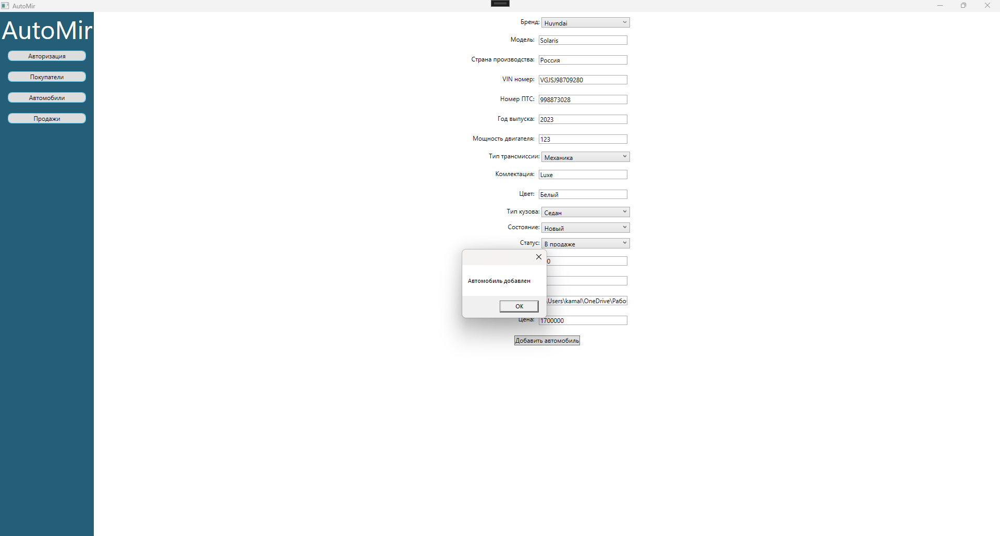 AutoMir
AutoMir
Авторизация
Покупатели
Автомобили
Продажи
Бренд: Huyndai
Модель: Solaris
Страна производства: Россия
VIN номер: VGJSJ98709280
Номер ПТС: 998873028
Год выпуска: 2023
Мощность двигателя: 123
Тип трансмиссии: Механика
Комлектация: Luxe
Цвет: Белый
Тип кузова: Седан
Состояние: Новый
Статус: В продаже
0
Автомобиль добавлен
\Users\kamal\OneDrive\Рабо
OK
Цена: 1700000
Добавить автомобиль